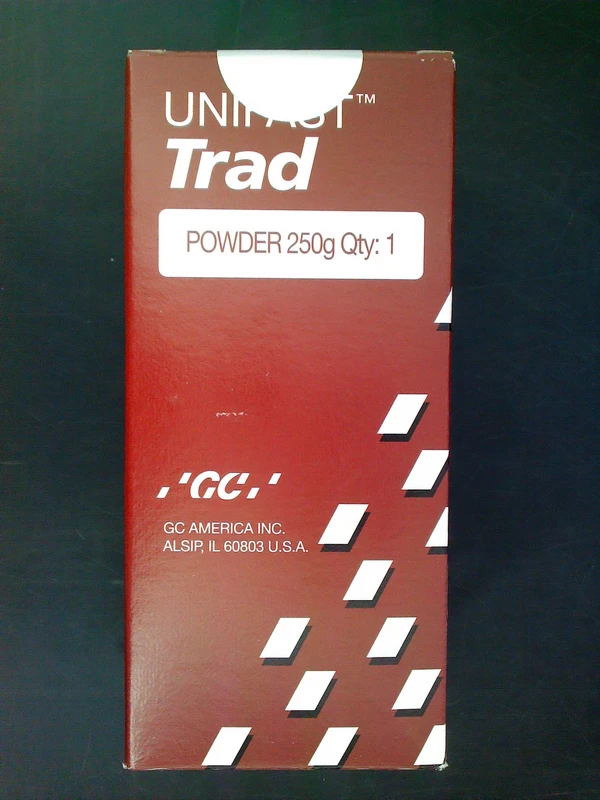 UNIFAST™
Trad
POWDER 250g Qty: 1
GC
GC AMERICA INC.
ALSIP, IL 60803 U.S.A.